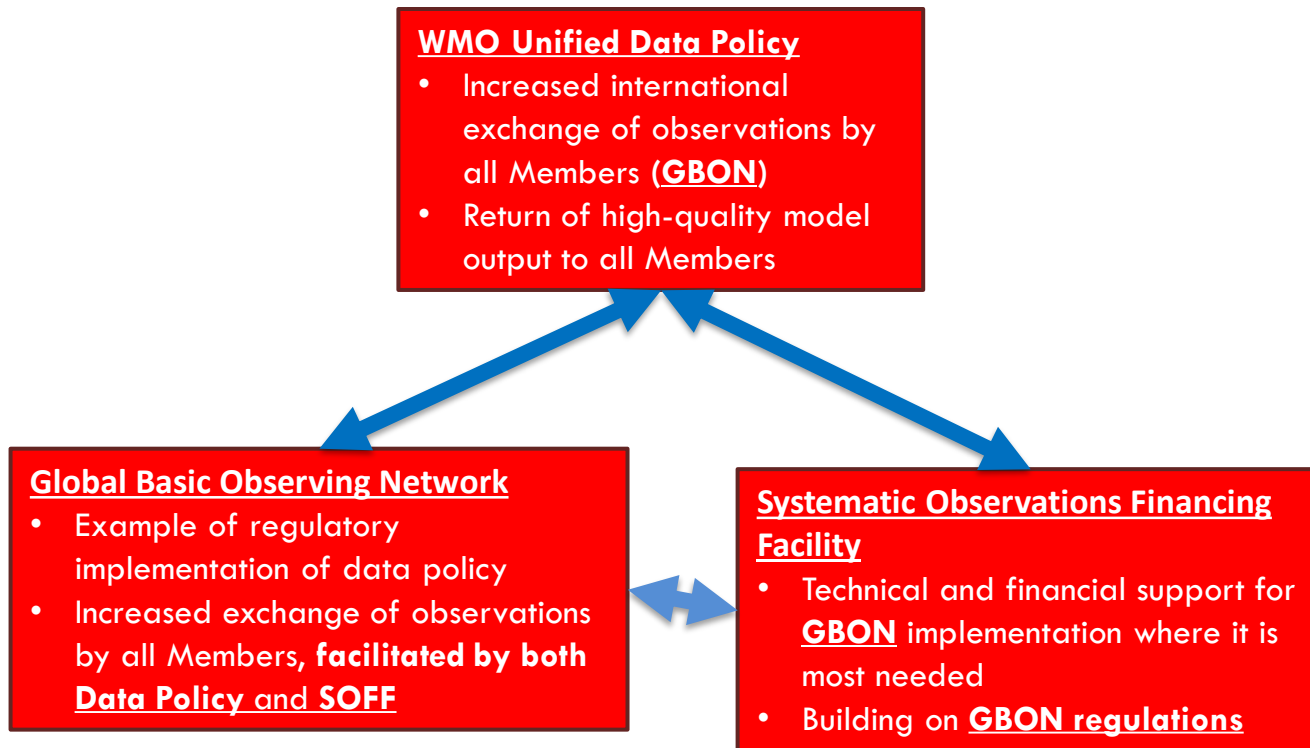 WMO Unified Data Policy
• Increased international
exchange of observations by
all Members (GBON)
• Return of high-quality model
output to all Members
Global Basic Observing Network
• Example of regulatory
implementation of data policy
• Increased exchange of observations
by all Members, facilitated by both
Data Policy and SOFF
Systematic Observations Financing
Facility
• Technical and financial support for
GBON implementation where it is
most needed
• Building on GBON regulations